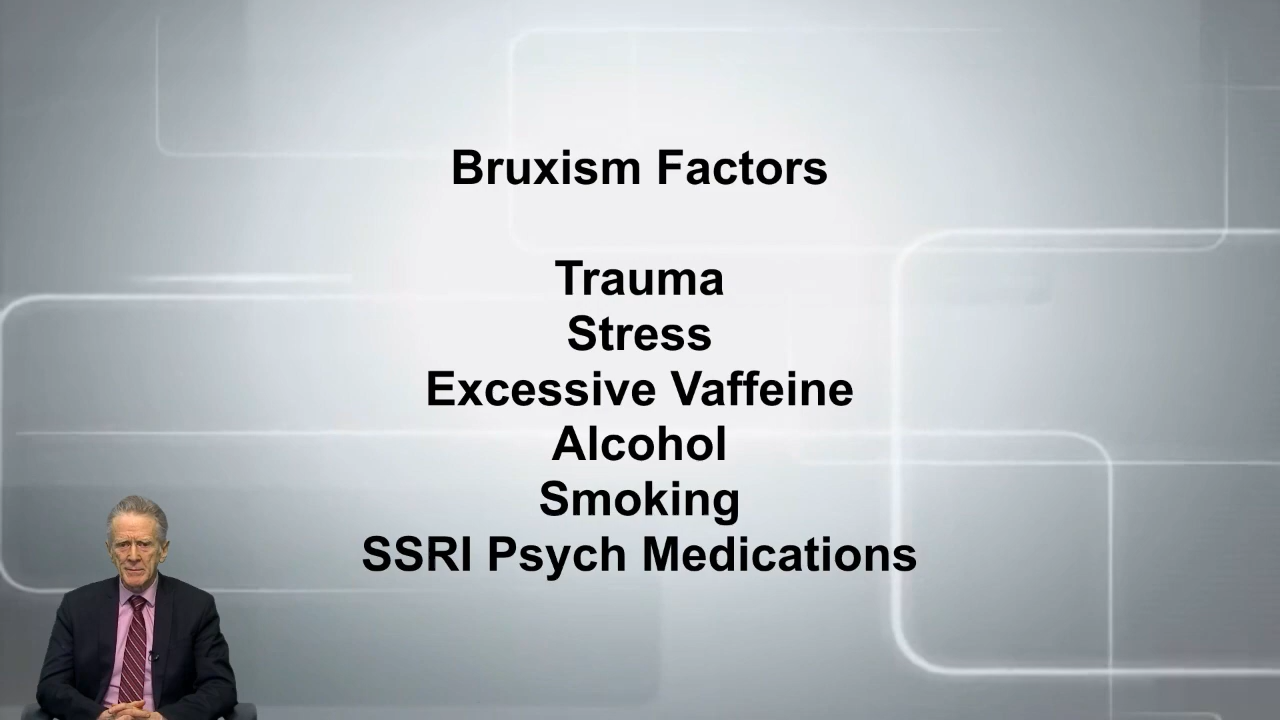 Bruxism Factors
Trauma
Stress
Excessive Vaffeine
Alcohol
Smoking
SSRI Psych Medications